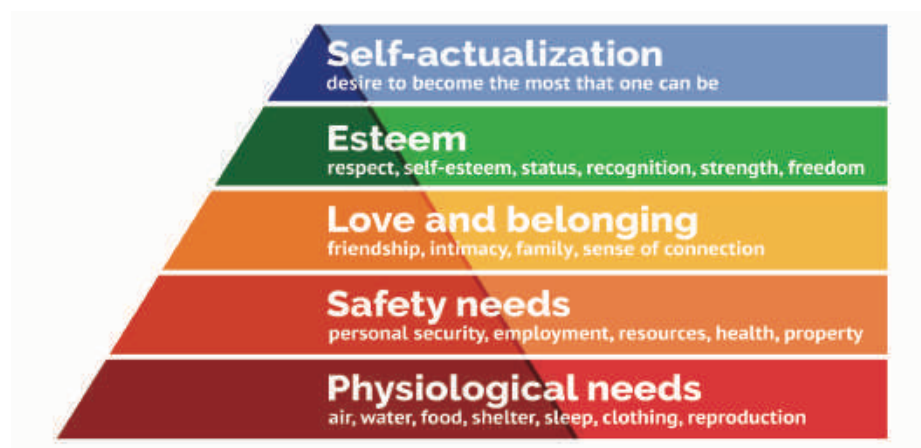 Self-actualization
desire to become the most that one can be
Esteem
respect, self-esteem, status, recognition, strength, freedom
Love and belonging
friendship, intimacy, family, sense of connection
Safety needs
personal security, employment, resources, health, property
Physiological needs
air, water, food, shelter, sleep, clothing, reproduction